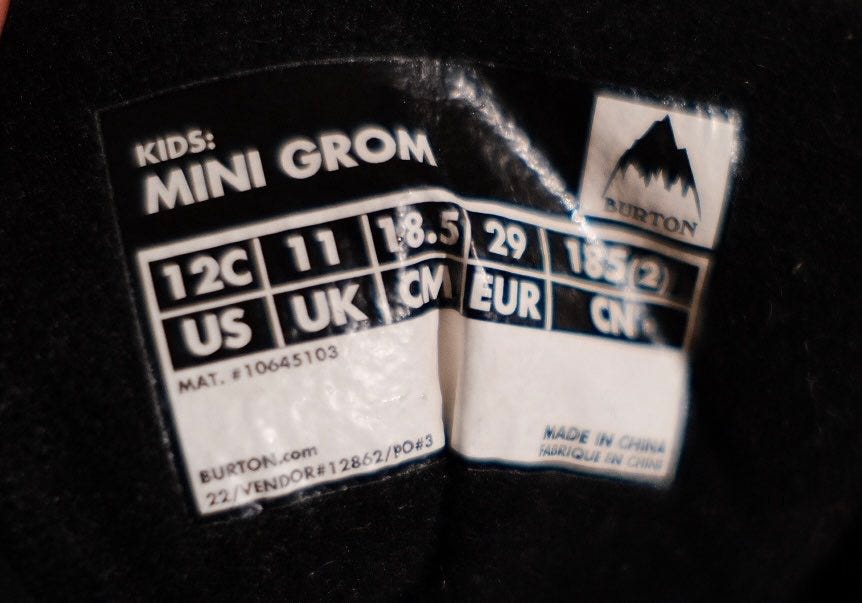 KIDS:
MINI GROM
BURTON
12C 11 18.5 29 185(2)
US UK CM EUR CN
MAT. #10645103
BURTON.com
22/VENDOR#12862/PO#3
MADE IN CHINA
FABRIQUE EN CHINE